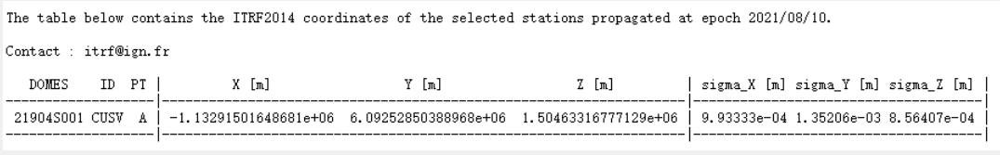 The table below contains the ITRF2014 coordinates of the selected stations propagated at epoch 2021/08/10.
Contact : itrf@ign.fr
DOMES ID PT | X [m] Y [m] Z [m] | sigma_X [m] sigma_Y [m] sigma_Z [m] |
21904S001 CUSV A | -1.13291501648681e+06 6.09252850388968e+06 1.50463316777129e+06 | 9.93333e-04 1.35206e-03 8.56407e-04 |